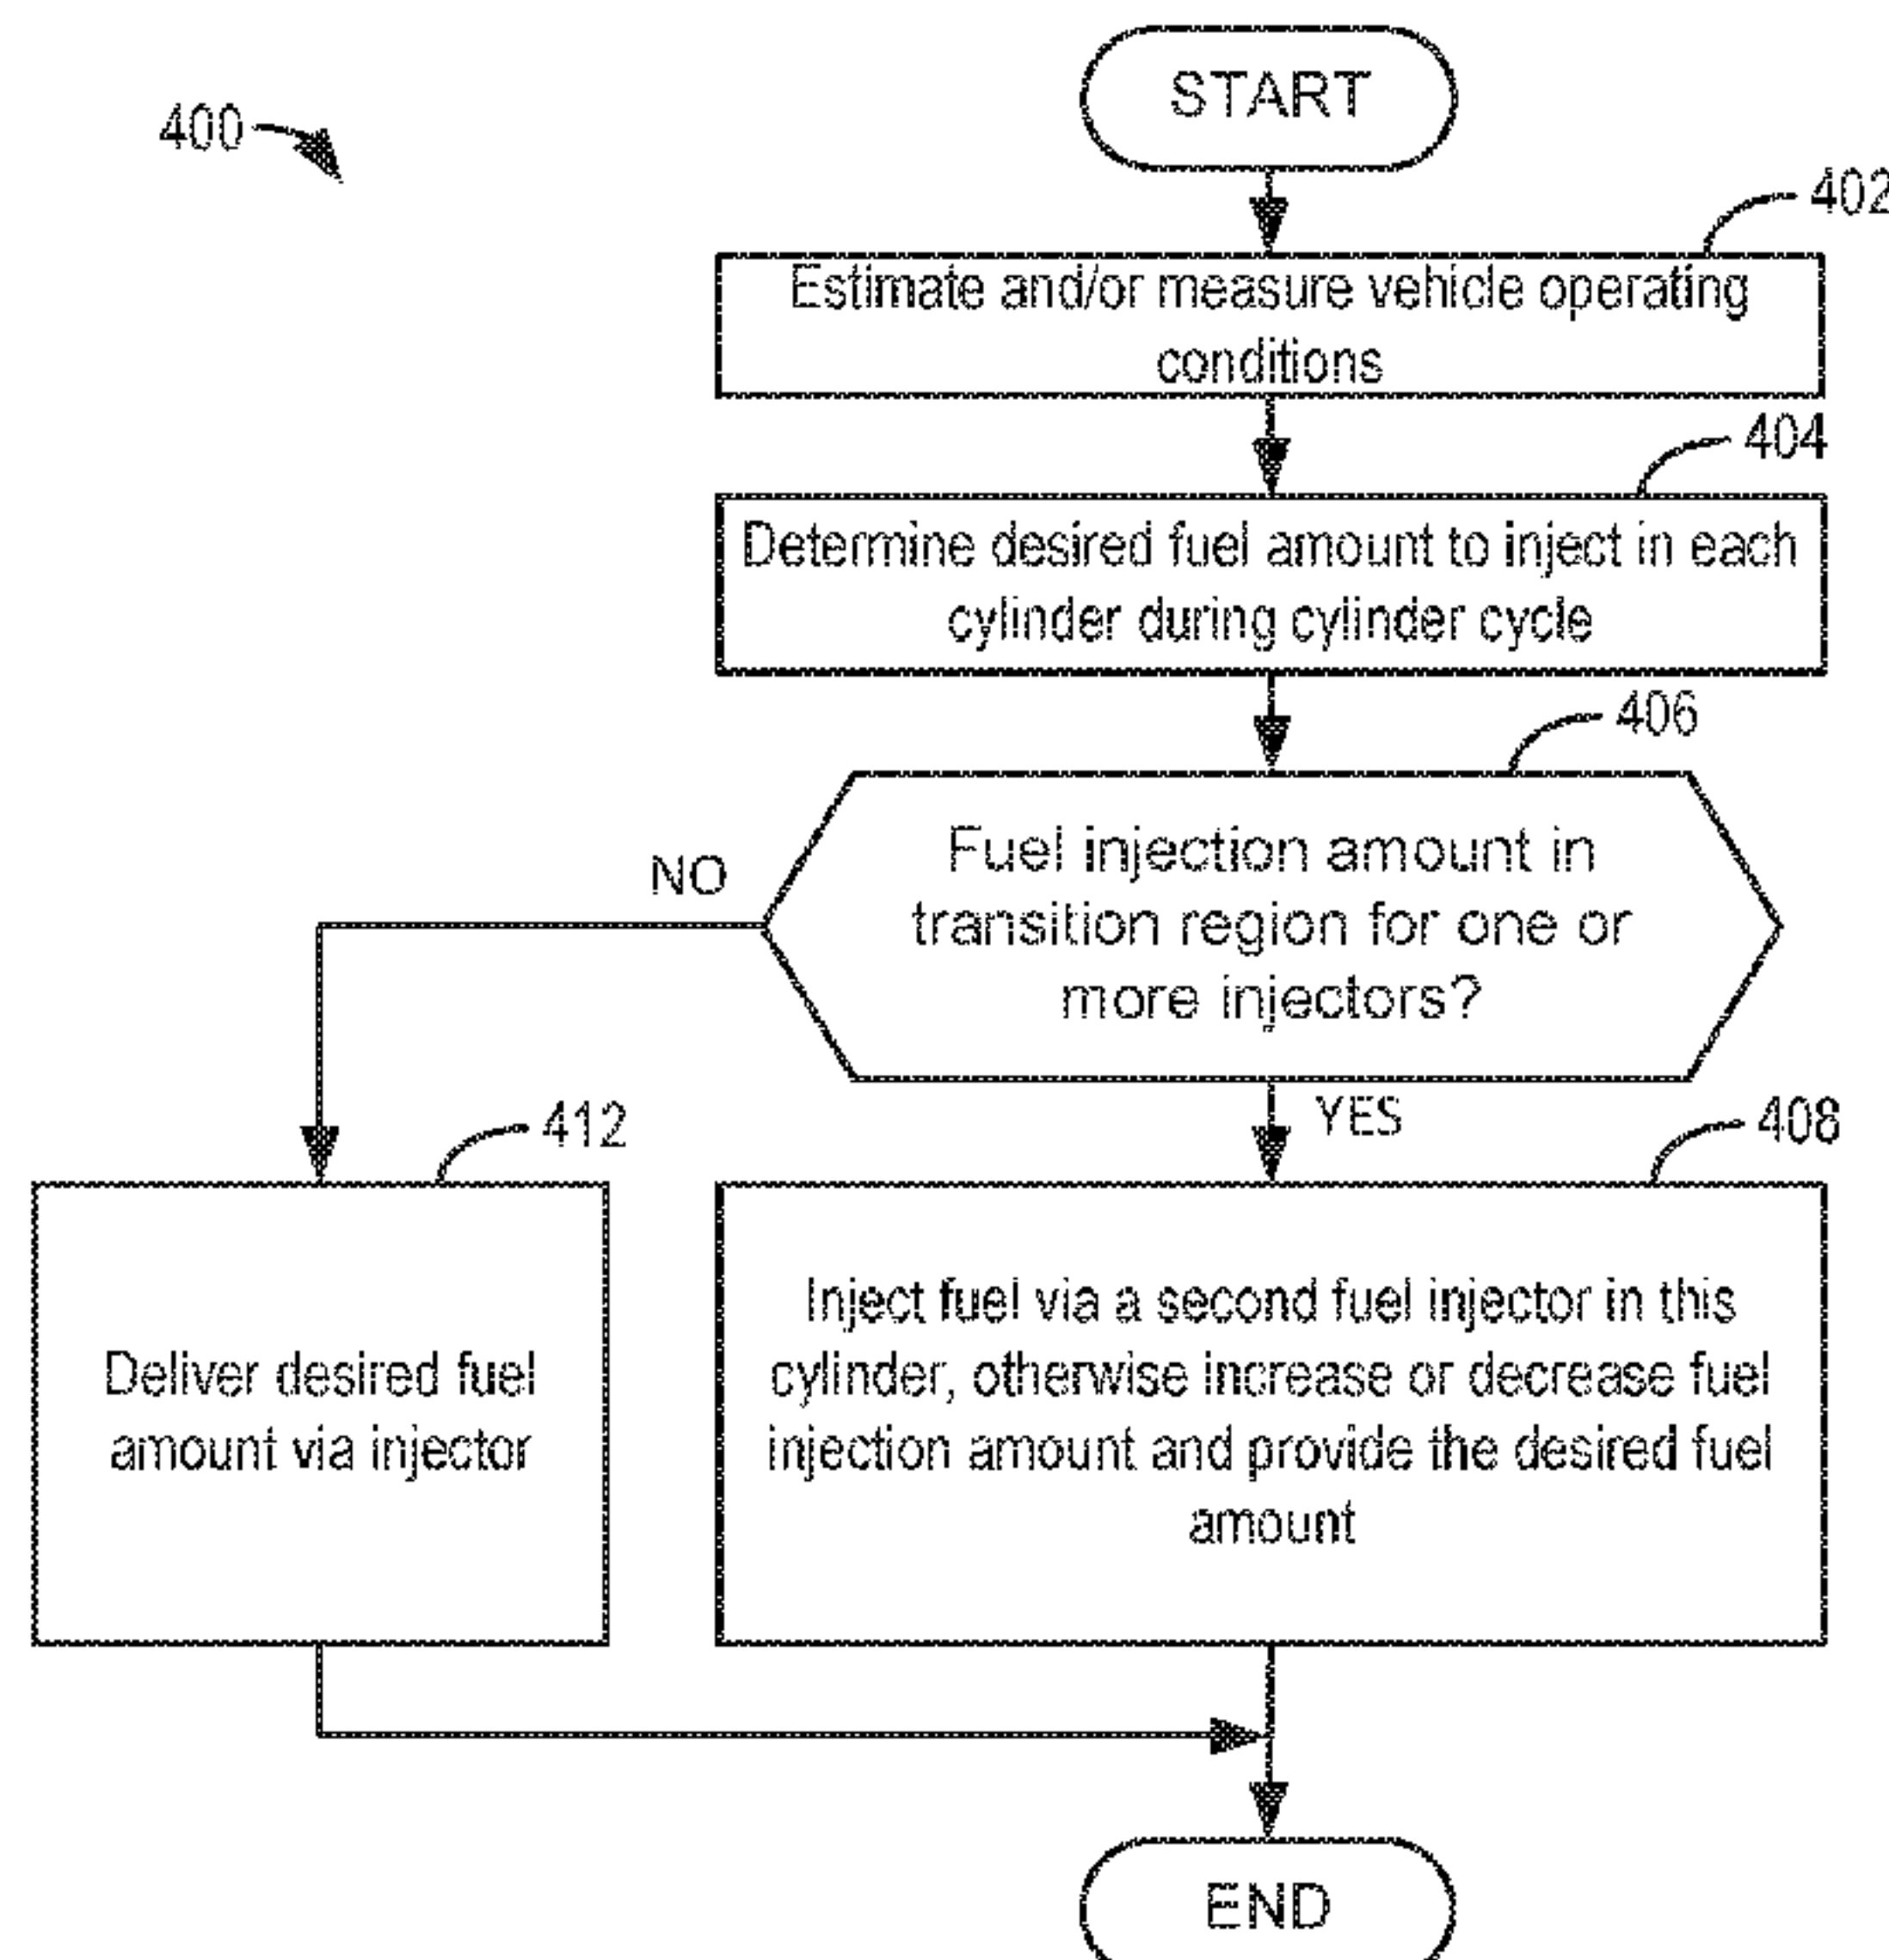 START
400
402
Estimate and/or measure vehicle operating
conditions
404
Determine desired fuel amount to inject in each
cylinder during cylinder cycle
406
Fuel injection amount in
transition region for one or
more injectors?
NO
YES
412
408
Deliver desired fuel
amount via injector
Inject fuel via a second fuel injector in this
cylinder, otherwise increase or decrease fuel
injection amount and provide the desired fuel
amount
END